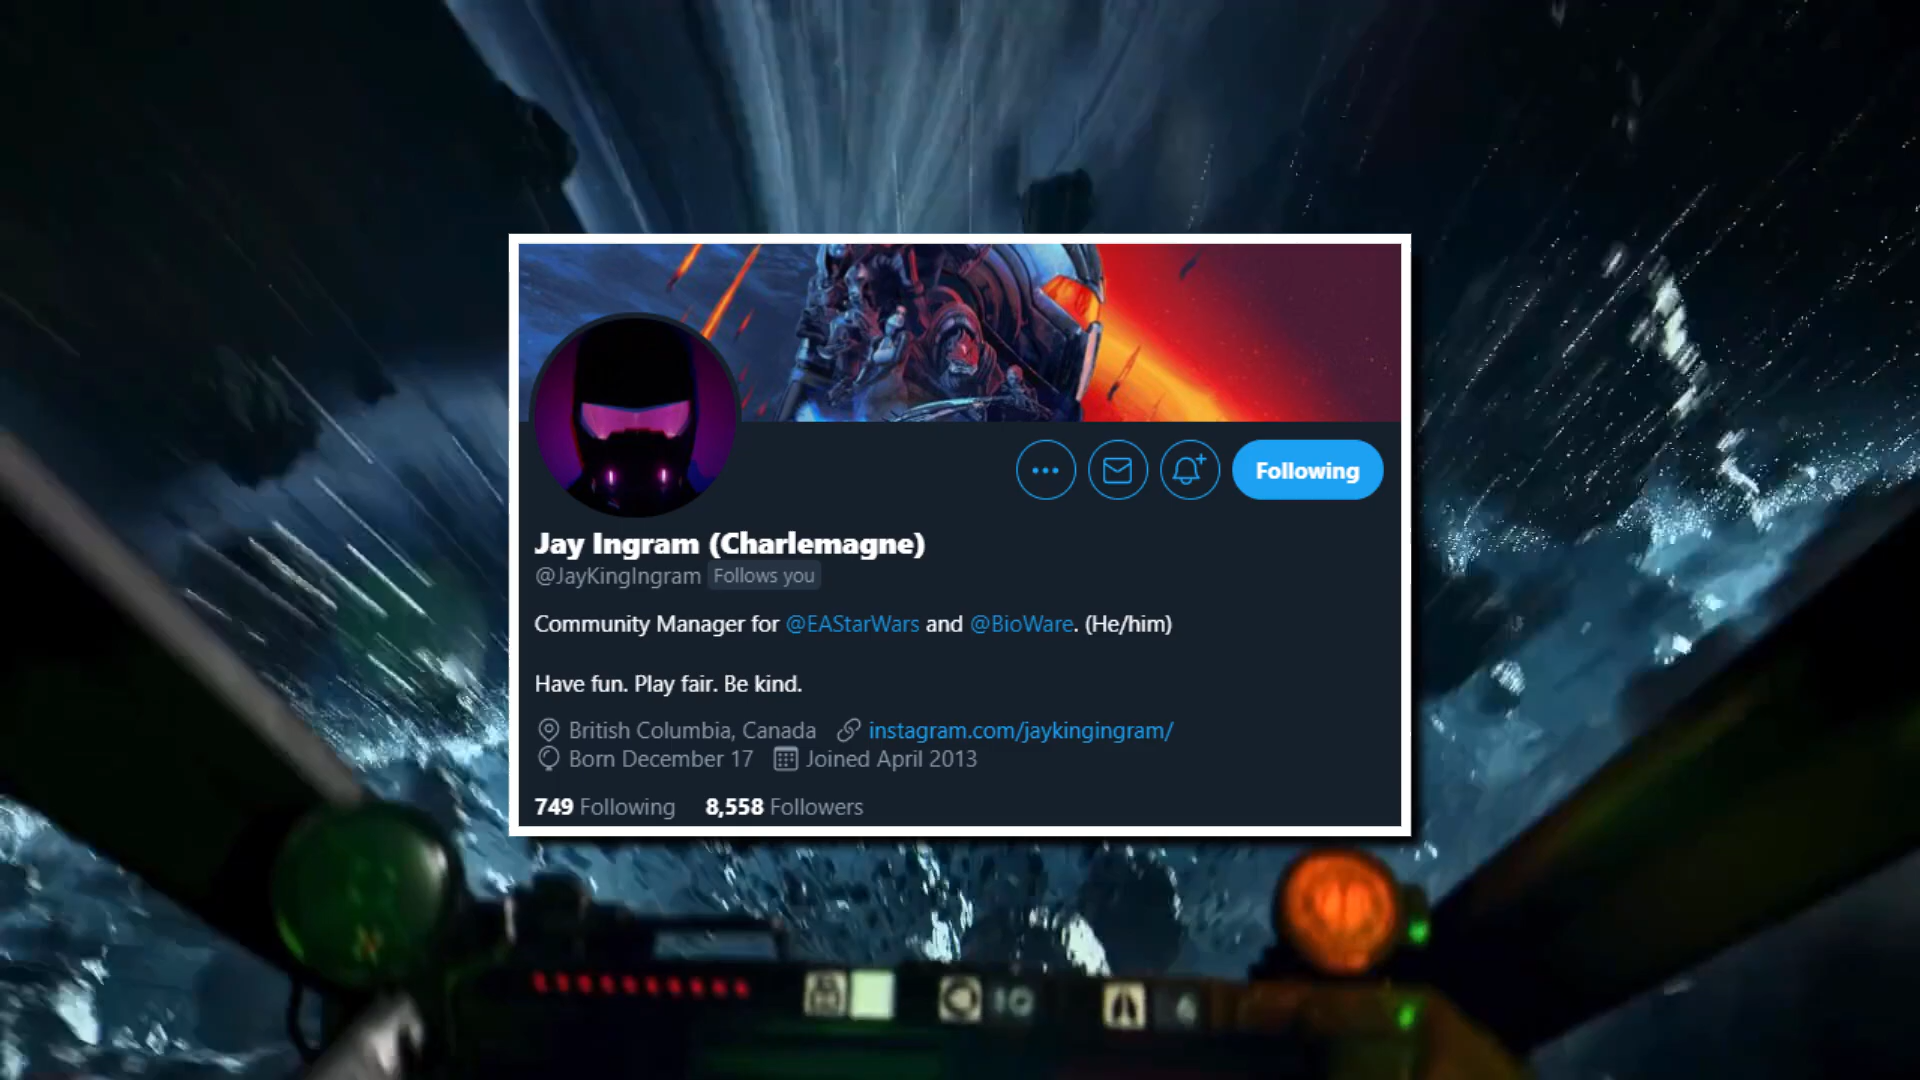 Following
Jay Ingram (Charlemagne)
@JayKingIngram Follows you
Community Manager for @EAStarWars and @BioWare. (He/him)
Have fun. Play fair. Be kind.
British Columbia, Canada instagram.com/jaykingingram/
Born December 17 Joined April 2013
749 Following 8,558 Followers
10
6